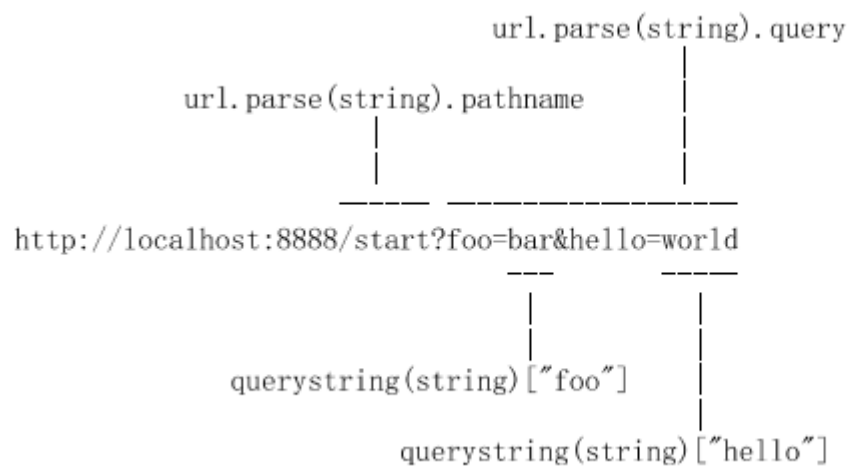 url.parse(string).query
url.parse(string).pathname
http://localhost:8888/start?foo=bar&hello=world
querystring(string)["foo"]
querystring(string)["hello"]